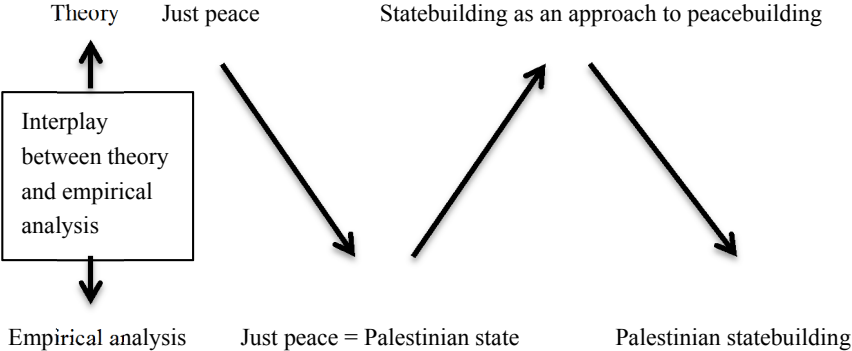 Theory Just peace Statebuilding as an approach to peacebuilding
Interplay
between theory
and empirical
analysis
Empirical analysis Just peace = Palestinian state Palestinian statebuilding